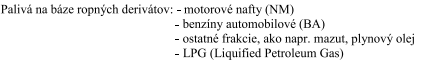 Palivá na báze ropných derivátov: - motorové nafty (NM)
- benzíny automobilové (BA)
- ostatné frakcie, ako napr. mazut, plynový olej
- LPG (Liquified Petroleum Gas)